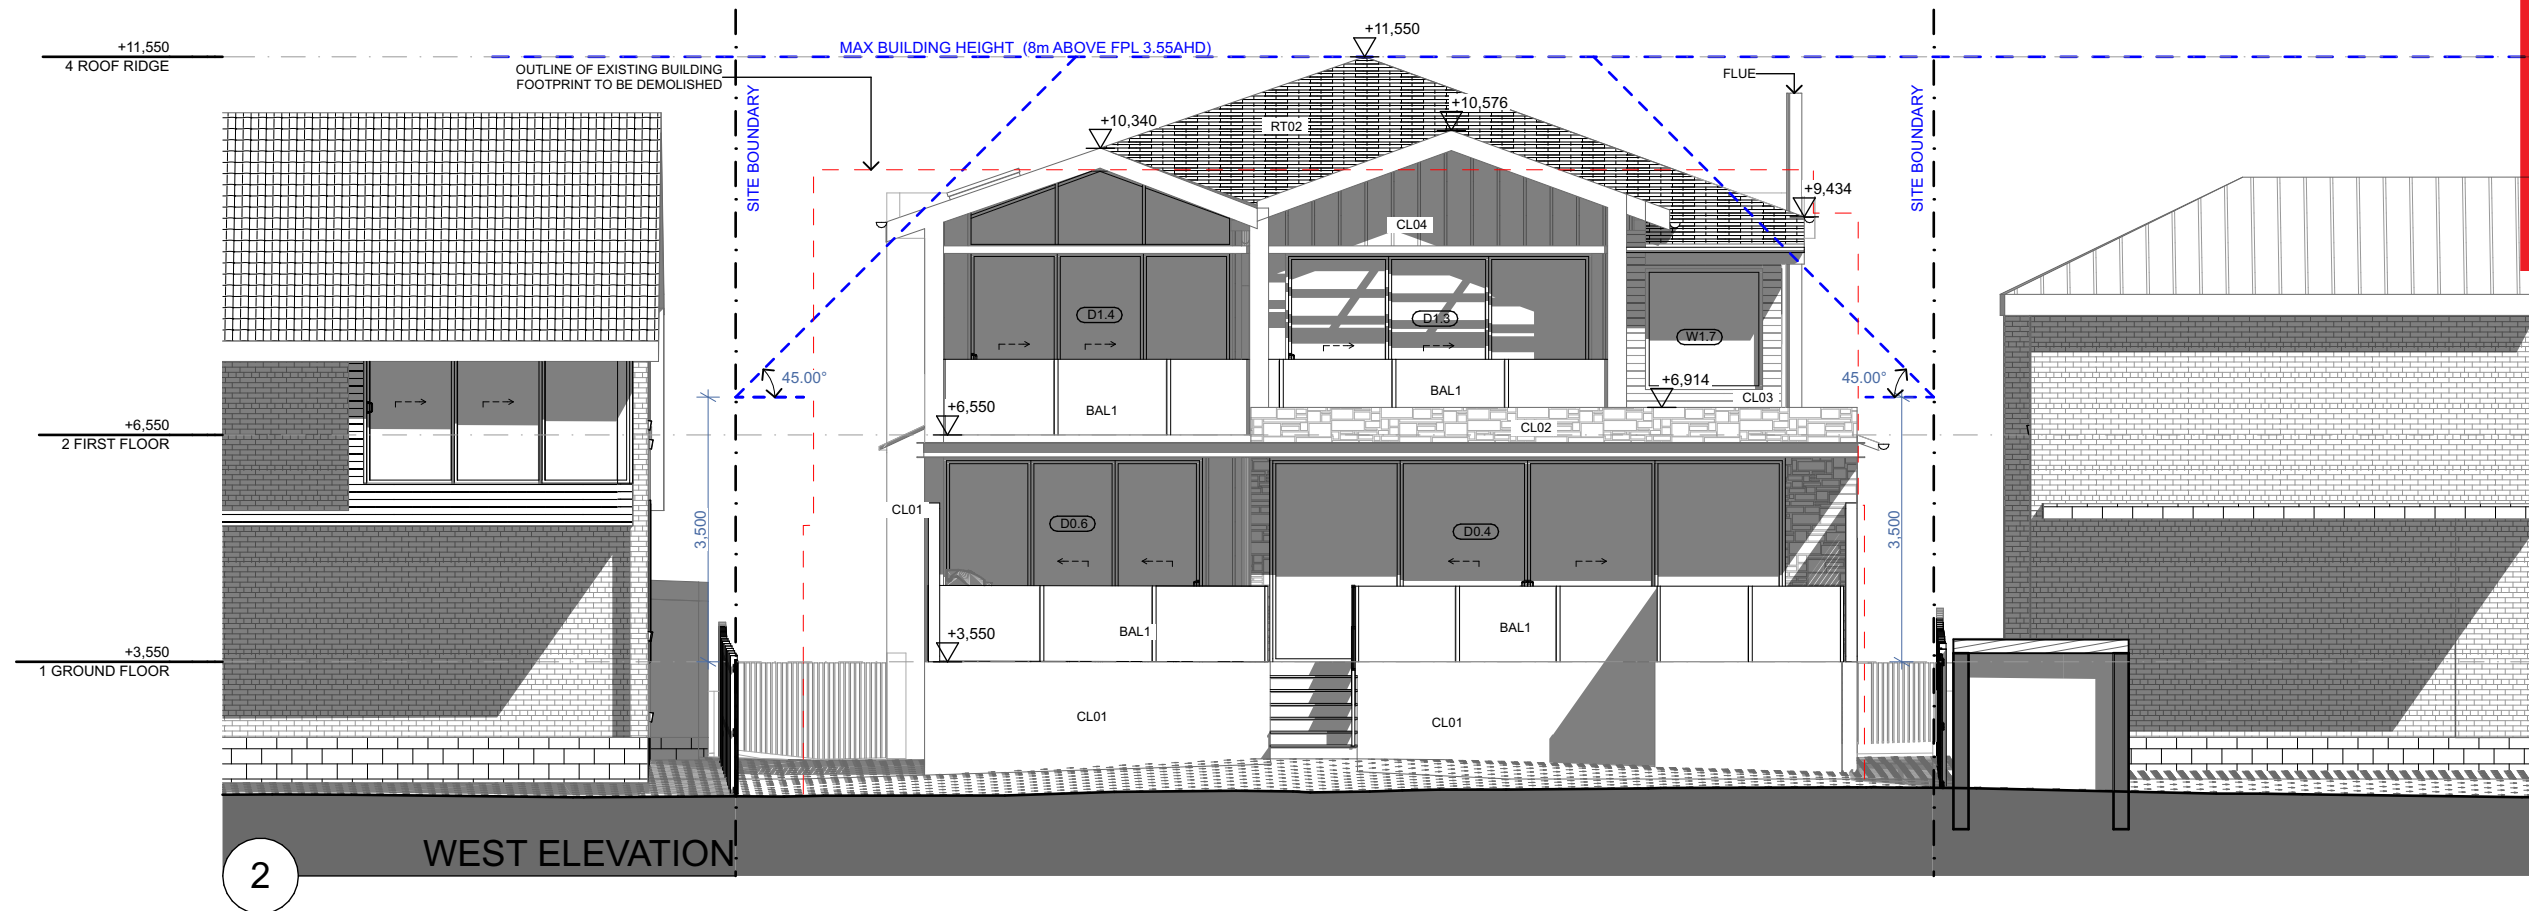 +11,550
4 ROOF RIDGE
MAX BUILDING HEIGHT (8m ABOVE FPL 3.55AHD)
+11,550
OUTLINE OF EXISTING BUILDING
FOOTPRINT TO BE DEMOLISHED
FLUE
SITE BOUNDARY
SITE BOUNDARY
+10,576
+10,340
RT02
+9,434
CL04
D1.4
D1.3
W1.7
45.00°
45.00°
+6,914
BAL1
BAL1
CL03
+6,550
+6,550
2 FIRST FLOOR
CL02
CL01
3,500
3,500
D0.6
D0.4
BAL1
BAL1
+3,550
+3,550
1 GROUND FLOOR
CL01
CL01
WEST ELEVATION
2